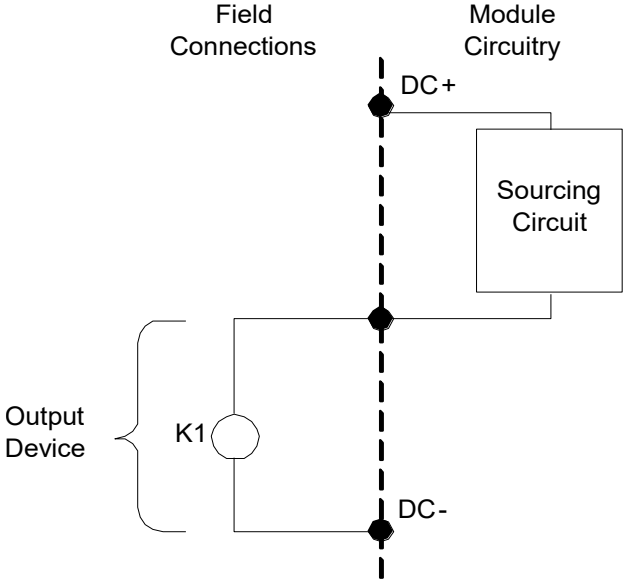 Field
Connections
Module
Circuitry
DC+
Sourcing
Circuit
Output
Device
K1
DC-